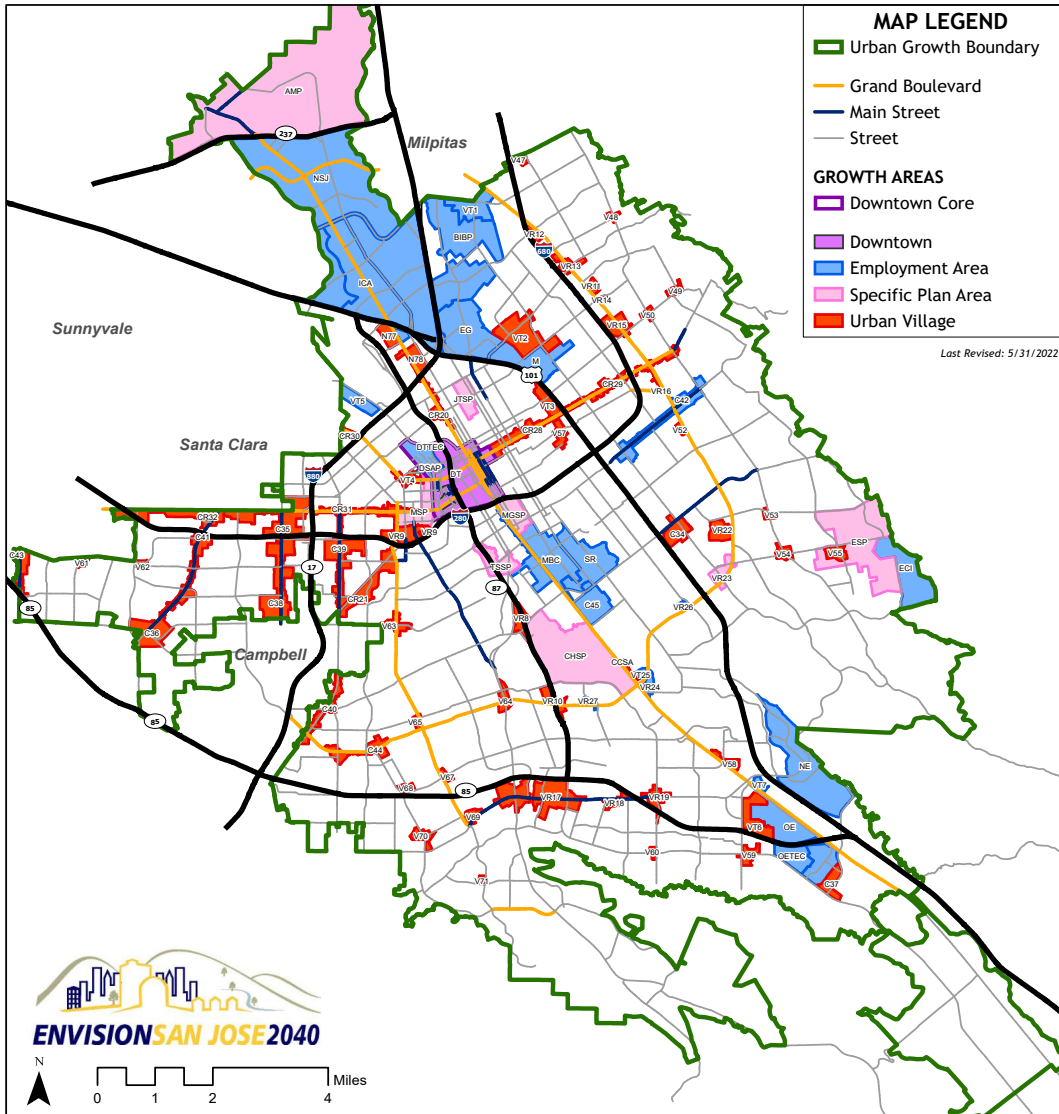 MAP LEGEND
Urban Growth Boundary
Grand Boulevard
Main Street
Street
GROWTH AREAS
Downtown Core
Downtown
Employment Area
Specific Plan Area
Urban Village
Last Revised: 5/31/2022
AMP
237
Milpitas
NSJ
V47
VT1
V48
BIBP
VR12
680
VR13
ICA
VR11
V49
VR14
Sunnyvale
EG
V50
VR15
N77
VT2
N78
M
101
CR29
VR16
JTSP
VT5
VT3
C42
CR20
CR28
V57
V52
CR30
Santa Clara
DTTEC
DSAP
DT
880
VT4
CR31
MSP
MGSP
CR32
280
V53
C35
C41
VR9
VR9
C34
VR22
ESP
C39
V54
V55
C43
V61
V62
TSSP
MBC
SR
ECI
17
87
VR23
85
C38
CR21
C45
VR26
C36
V63
VR8
Campbell
CHSP
CCSA
VT25
VR24
C40
V64
VR10
VR27
85
V65
C44
V58
NE
V67
V68
85
VT7
VR17
VR18
VR19
V69
VT6
OE
V70
V60
V59
OETEC
V71
C37
ENVISION SAN JOSE 2040
N
Miles
0 1 2 4